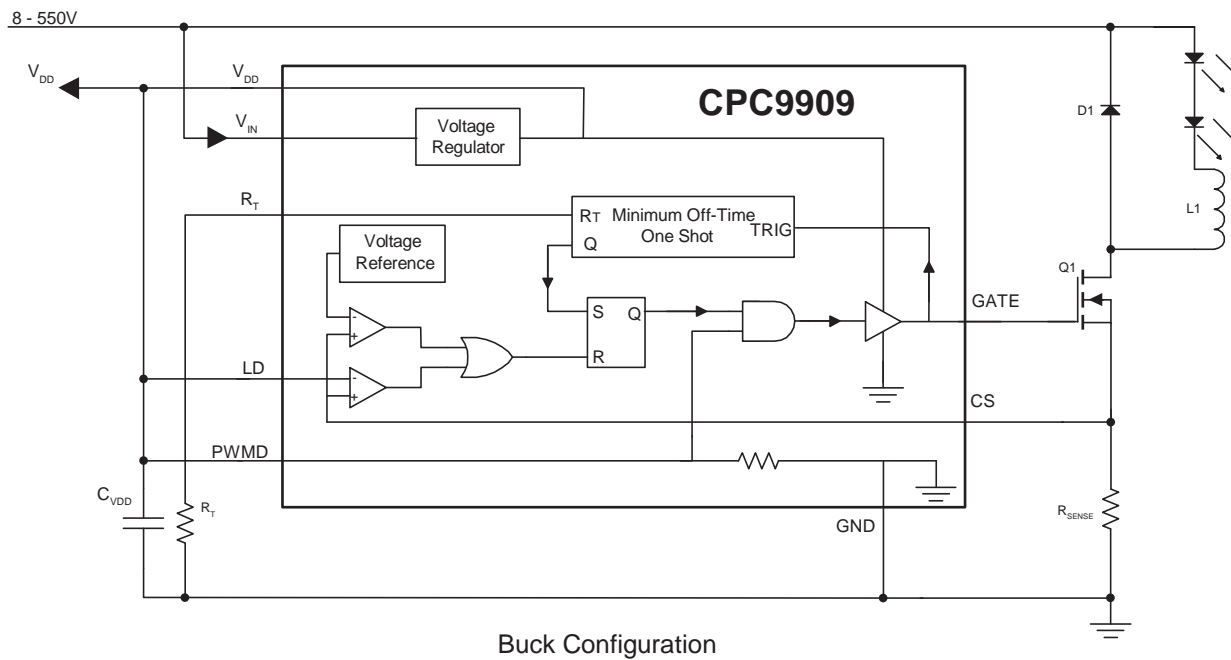 8 - 550V
VDD
VDD
CPC9909
VIN
Voltage
Regulator
D1
RT
RT
Minimum Off-Time
One Shot
TRIG
Q
L1
Voltage
Reference
Q1
-
+
S
Q
R
GATE
LD
-
+
CS
PWMD
CVDD
RT
GND
RSENSE
Buck Configuration